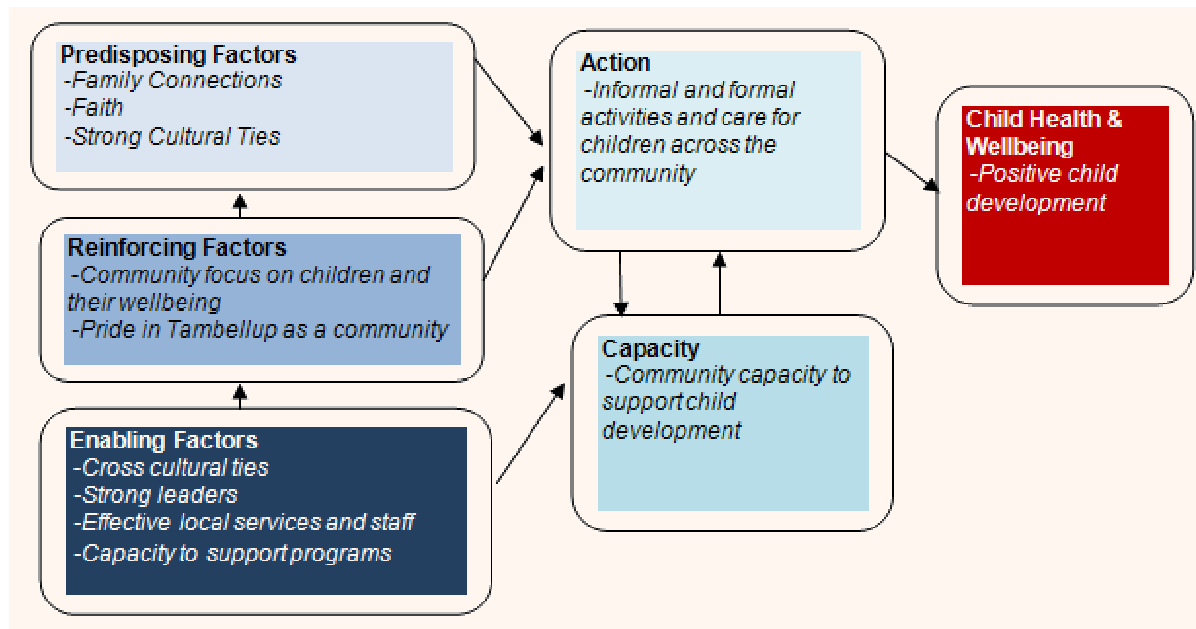 Predisposing Factors
-Family Connections
-Faith
-Strong Cultural Ties
Reinforcing Factors
-Community focus on children and
their wellbeing
-Pride in Tambellup as a community
Enabling Factors
-Cross cultural ties
-Strong leaders
-Effective local services and staff
-Capacity to support programs
Action
-Informal and formal
activities and care for
children across the
community
Capacity
-Community capacity to
support child
development
Child Health &
Wellbeing
-Positive child
development